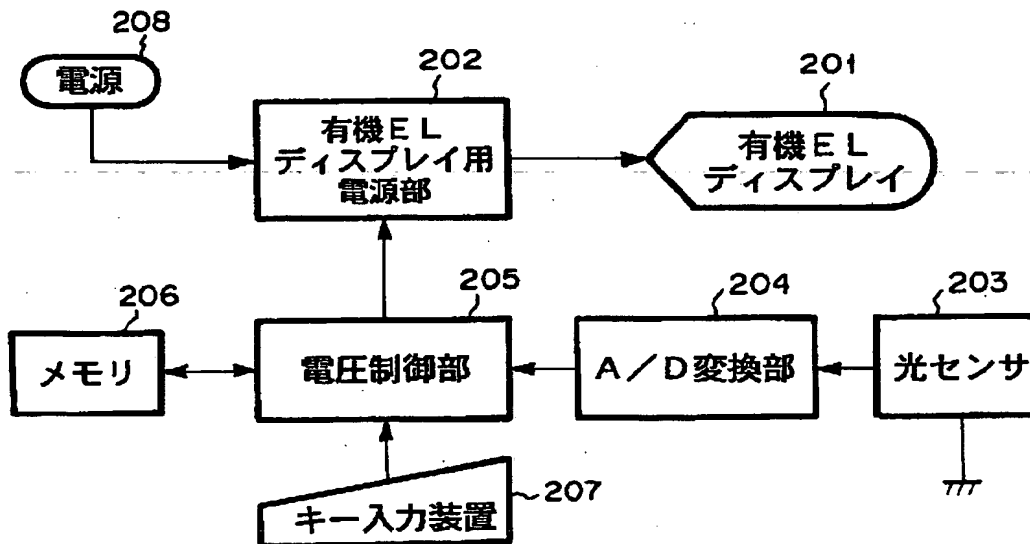 208
電源
202
有機EL
ディスプレイ用
電源部
201
有機EL
ディスプレイ
206
メモリ
205
電圧制御部
204
A/D変換部
203
光センサ
207
キー入力装置